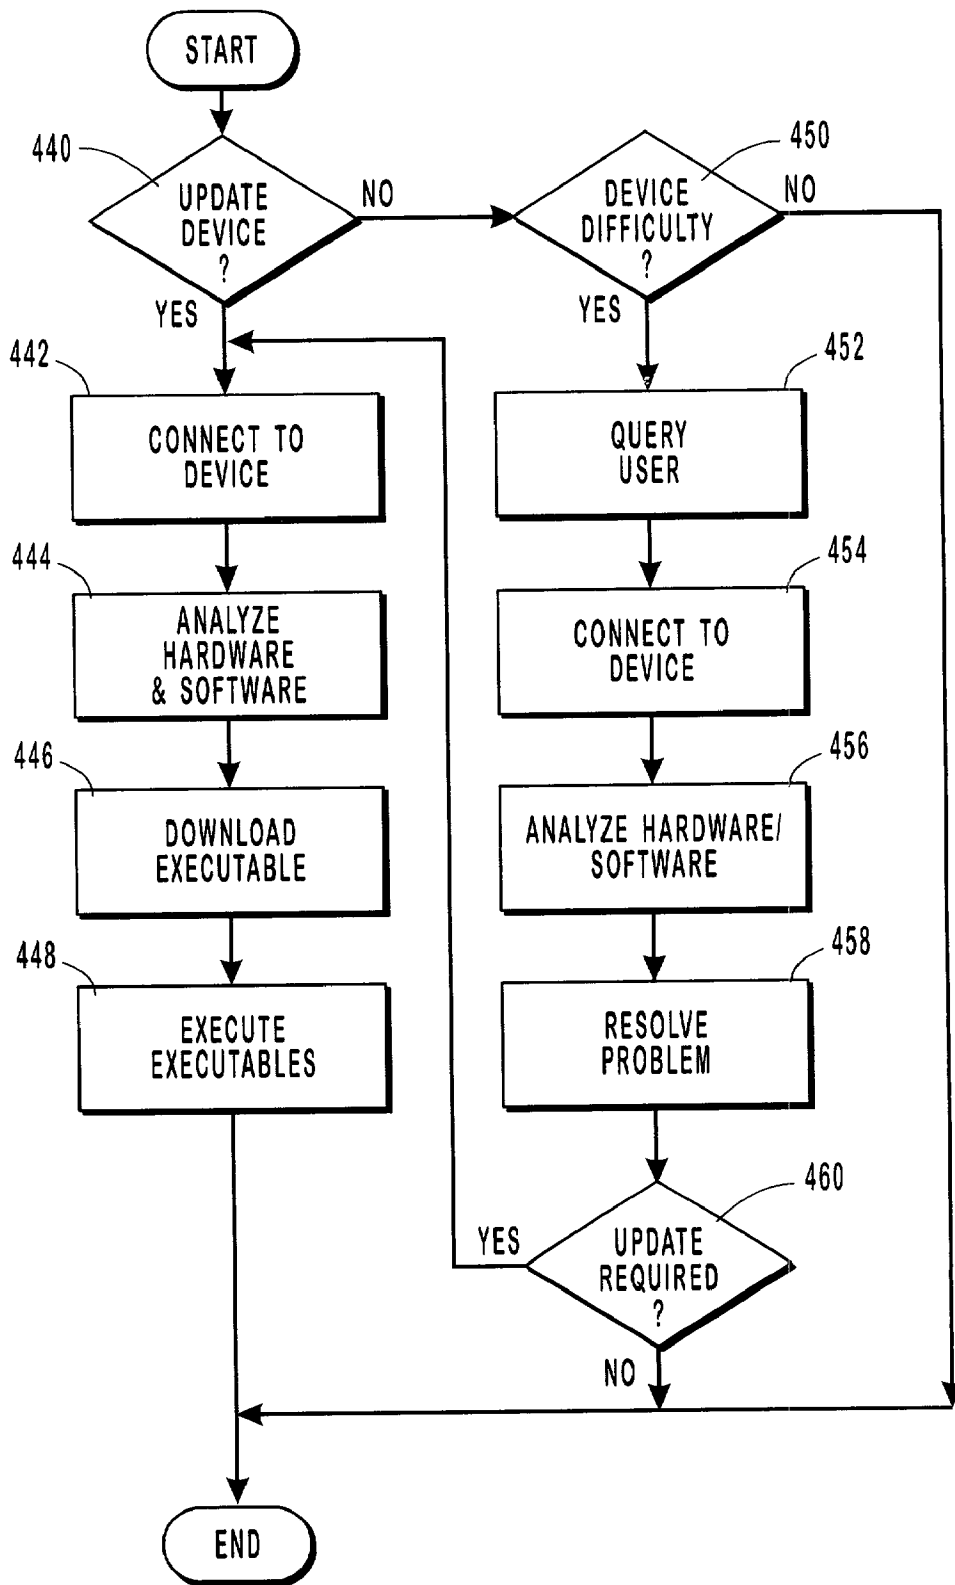 START
440
UPDATE
DEVICE
?
NO
YES
450
DEVICE
DIFFICULTY
?
NO
YES
442
CONNECT TO
DEVICE
452
QUERY
USER
444
ANALYZE
HARDWARE
& SOFTWARE
454
CONNECT TO
DEVICE
446
DOWNLOAD
EXECUTABLE
456
ANALYZE HARDWARE/
SOFTWARE
448
EXECUTE
EXECUTABLES
458
RESOLVE
PROBLEM
460
UPDATE
REQUIRED
?
YES
NO
END